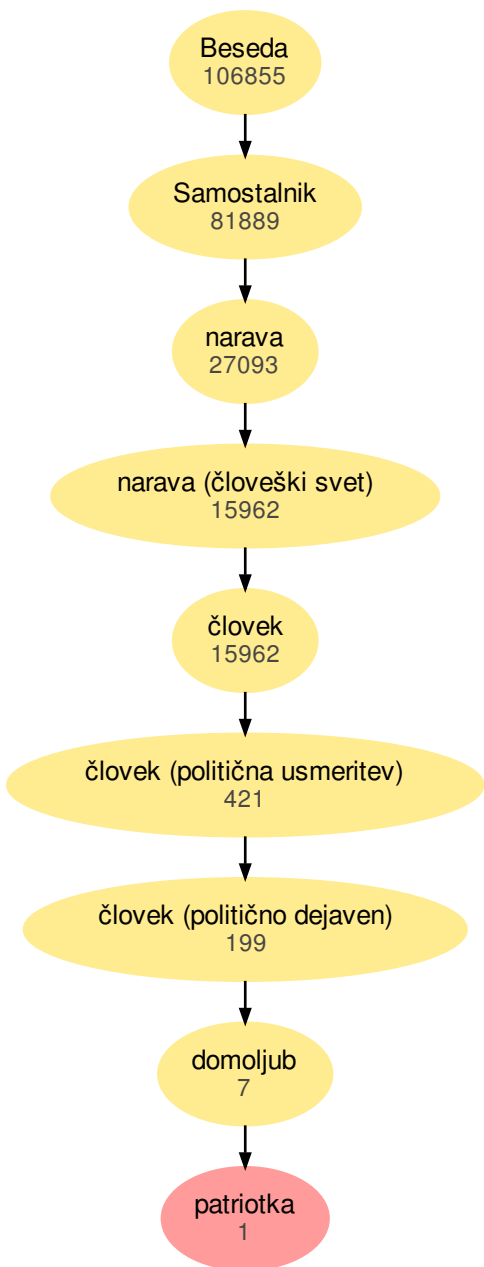 Beseda
106855
Samostalnik
81889
narava
27093
narava (človeški svet)
15962
človek
15962
človek (politična usmeritev)
421
človek (politično dejaven)
199
domoljub
7
patriotka
1